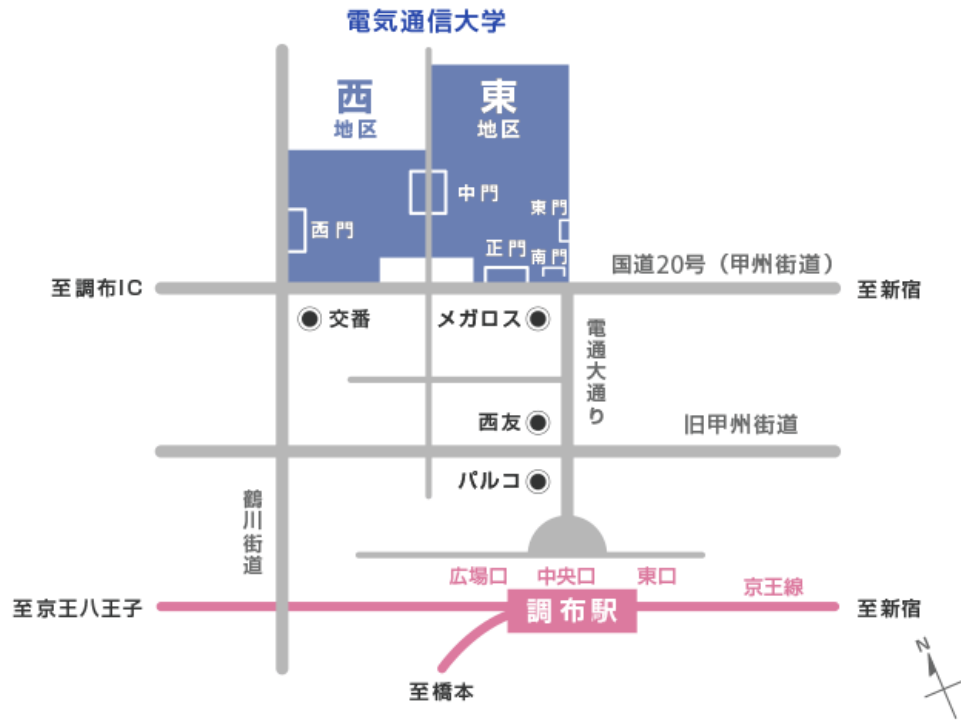 電気通信大学
西
地区
東
地区
中門
東門
西門
正門
南門
国道20号（甲州街道）
至調布IC
至新宿
交番
メガロス
電通大通り
西友
旧甲州街道
パルコ
鶴川街道
広場口
中央口
東口
京王線
至京王八王子
調布駅
至新宿
至橋本
N